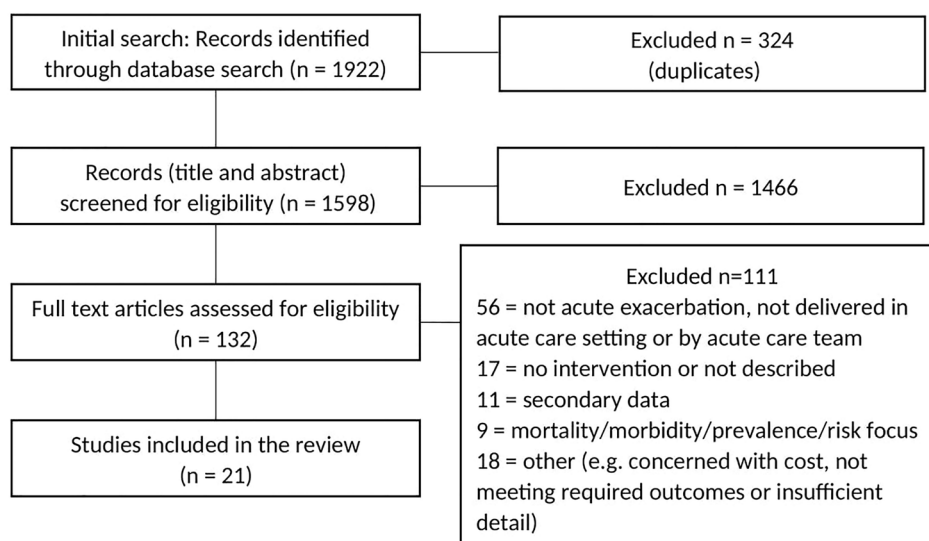 Initial search: Records identified
through database search (n = 1922)
Excluded n = 324
(duplicates)
Records (title and abstract)
screened for eligibility (n = 1598)
Excluded n = 1466
Full text articles assessed for eligibility
(n = 132)
Excluded n=111
56 = not acute exacerbation, not delivered in
acute care setting or by acute care team
17 = no intervention or not described
11 = secondary data
9 = mortality/morbidity/prevalence/risk focus
18 = other (e.g. concerned with cost, not
meeting required outcomes or insufficient
detail)
Studies included in the review
(n = 21)